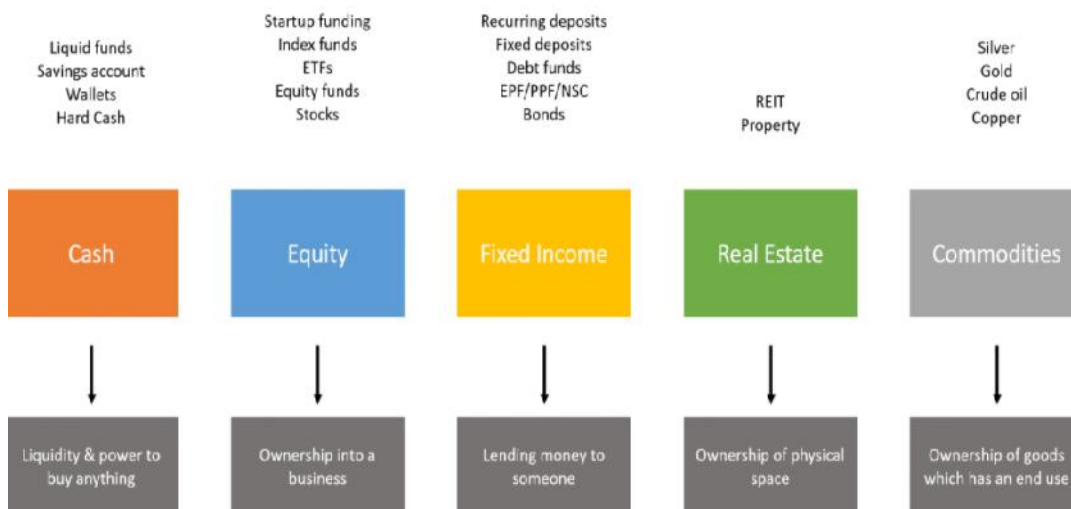 Liquid funds
Savings account
Wallets
Hard Cash
Startup funding
Index funds
ETFs
Equity funds
Stocks
Recurring deposits
Fixed deposits
Debt funds
EPF/PPF/NSC
Bonds
REIT
Property
Silver
Gold
Crude oil
Copper
Cash
Equity
Fixed Income
Real Estate
Commodities
Liquidity & power to
buy anything
Ownership into a
business
Lending money to
someone
Ownership of physical
space
Ownership of goods
which has an end use